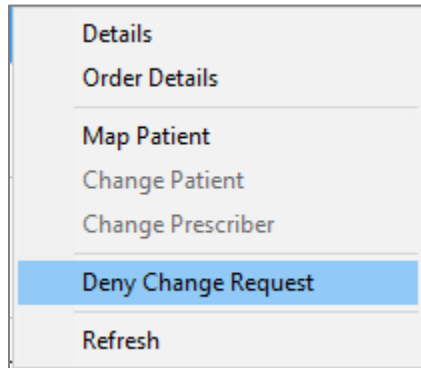 Details
Order Details
Map Patient
Change Patient
Change Prescriber
Deny Change Request
Refresh